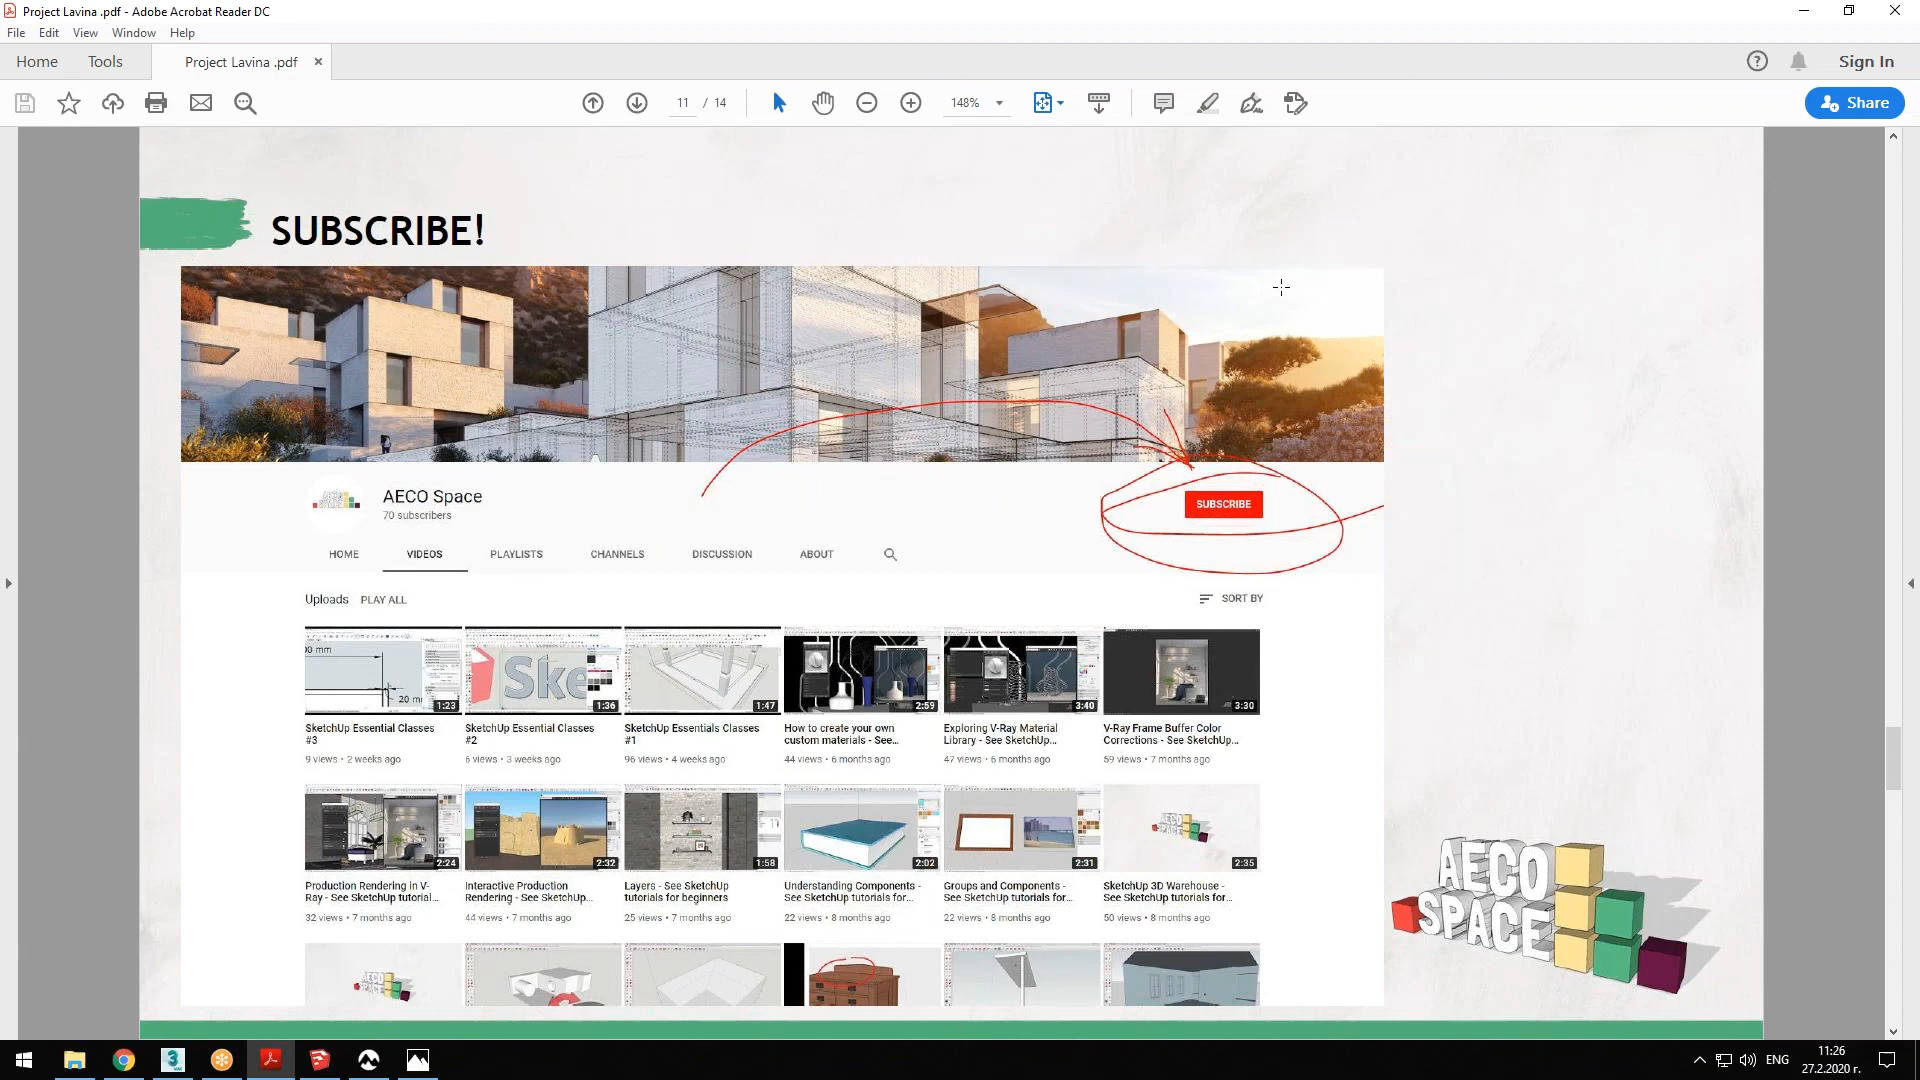 Project Lavina .pdf - Adobe Acrobat Reader DC
File Edit View Window Help
Home Tools Project Lavina .pdf × Sign In
11 / 14 148% Share
SUBSCRIBE!
AECO Space
70 subscribers
SUBSCRIBE
HOME VIDEOS PLAYLISTS CHANNELS DISCUSSION ABOUT
Uploads PLAY ALL SORT BY
00 mm
20 m
Ske
1:23 1:36 1:47 2:59 3:40 3:30
SketchUp Essential Classes #3
9 views • 2 weeks ago
SketchUp Essential Classes #2
6 views • 3 weeks ago
SketchUp Essentials Classes #1
96 views • 4 weeks ago
How to create your own custom materials - See...
44 views • 6 months ago
Exploring V-Ray Material Library - See SketchUp...
47 views • 6 months ago
V-Ray Frame Buffer Color Corrections - See SketchUp...
59 views • 7 months ago
2:24 2:32 1:58 2:02 2:31 2:35
Production Rendering in V-Ray - See SketchUp tutorial...
32 views • 7 months ago
Interactive Production Rendering - See SketchUp...
44 views • 7 months ago
Layers - See SketchUp tutorials for beginners
25 views • 7 months ago
Understanding Components - See SketchUp tutorials for...
22 views • 8 months ago
Groups and Components - See SketchUp tutorials for...
22 views • 8 months ago
SketchUp 3D Warehouse - See SketchUp tutorials for...
50 views • 8 months ago
AECO
SPACE
ENG
11:26
27.2.2020 г.